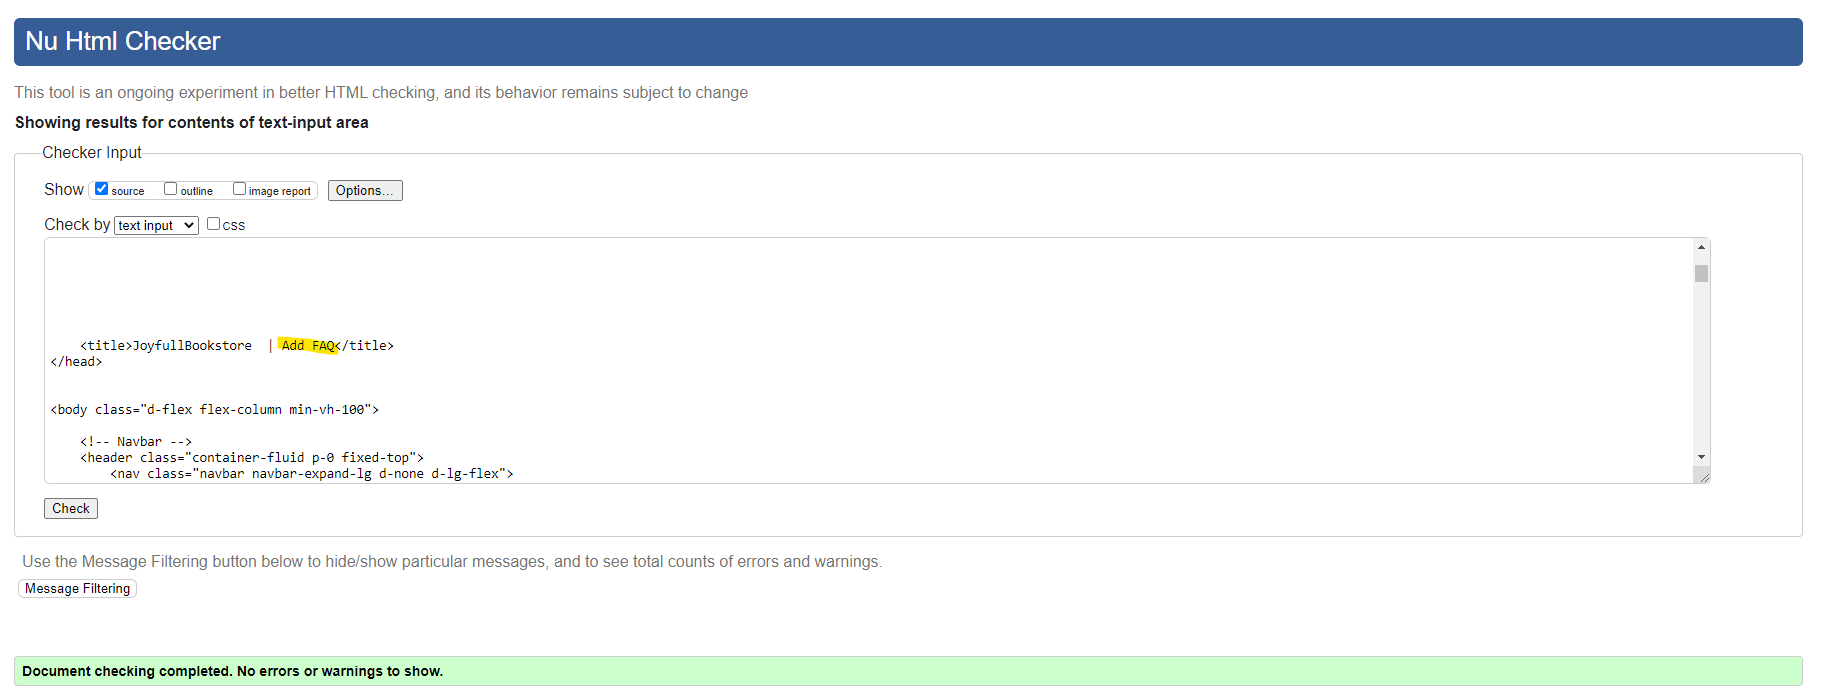 Nu Html Checker
This tool is an ongoing experiment in better HTML checking, and its behavior remains subject to change
Showing results for contents of text-input area
Checker Input
Show source outline image report Options...
Check by text input css
<title>JoyfullBookstore | Add FAQ</title>
</head>
<body class="d-flex flex-column min-vh-100">
<!-- Navbar -->
<header class="container-fluid p-0 fixed-top">
<nav class="navbar navbar-expand-lg d-none d-lg-flex">
Check
Use the Message Filtering button below to hide/show particular messages, and to see total counts of errors and warnings.
Message Filtering
Document checking completed. No errors or warnings to show.